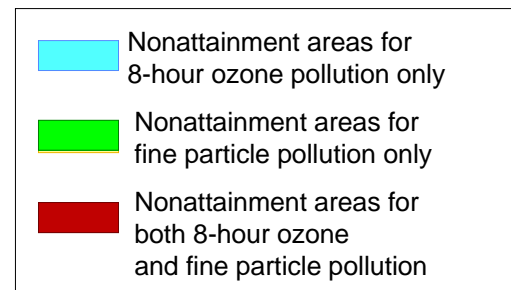 Nonattainment areas for
8-hour ozone pollution only
Nonattainment areas for
fine particle pollution only
Nonattainment areas for
both 8-hour ozone
and fine particle pollution